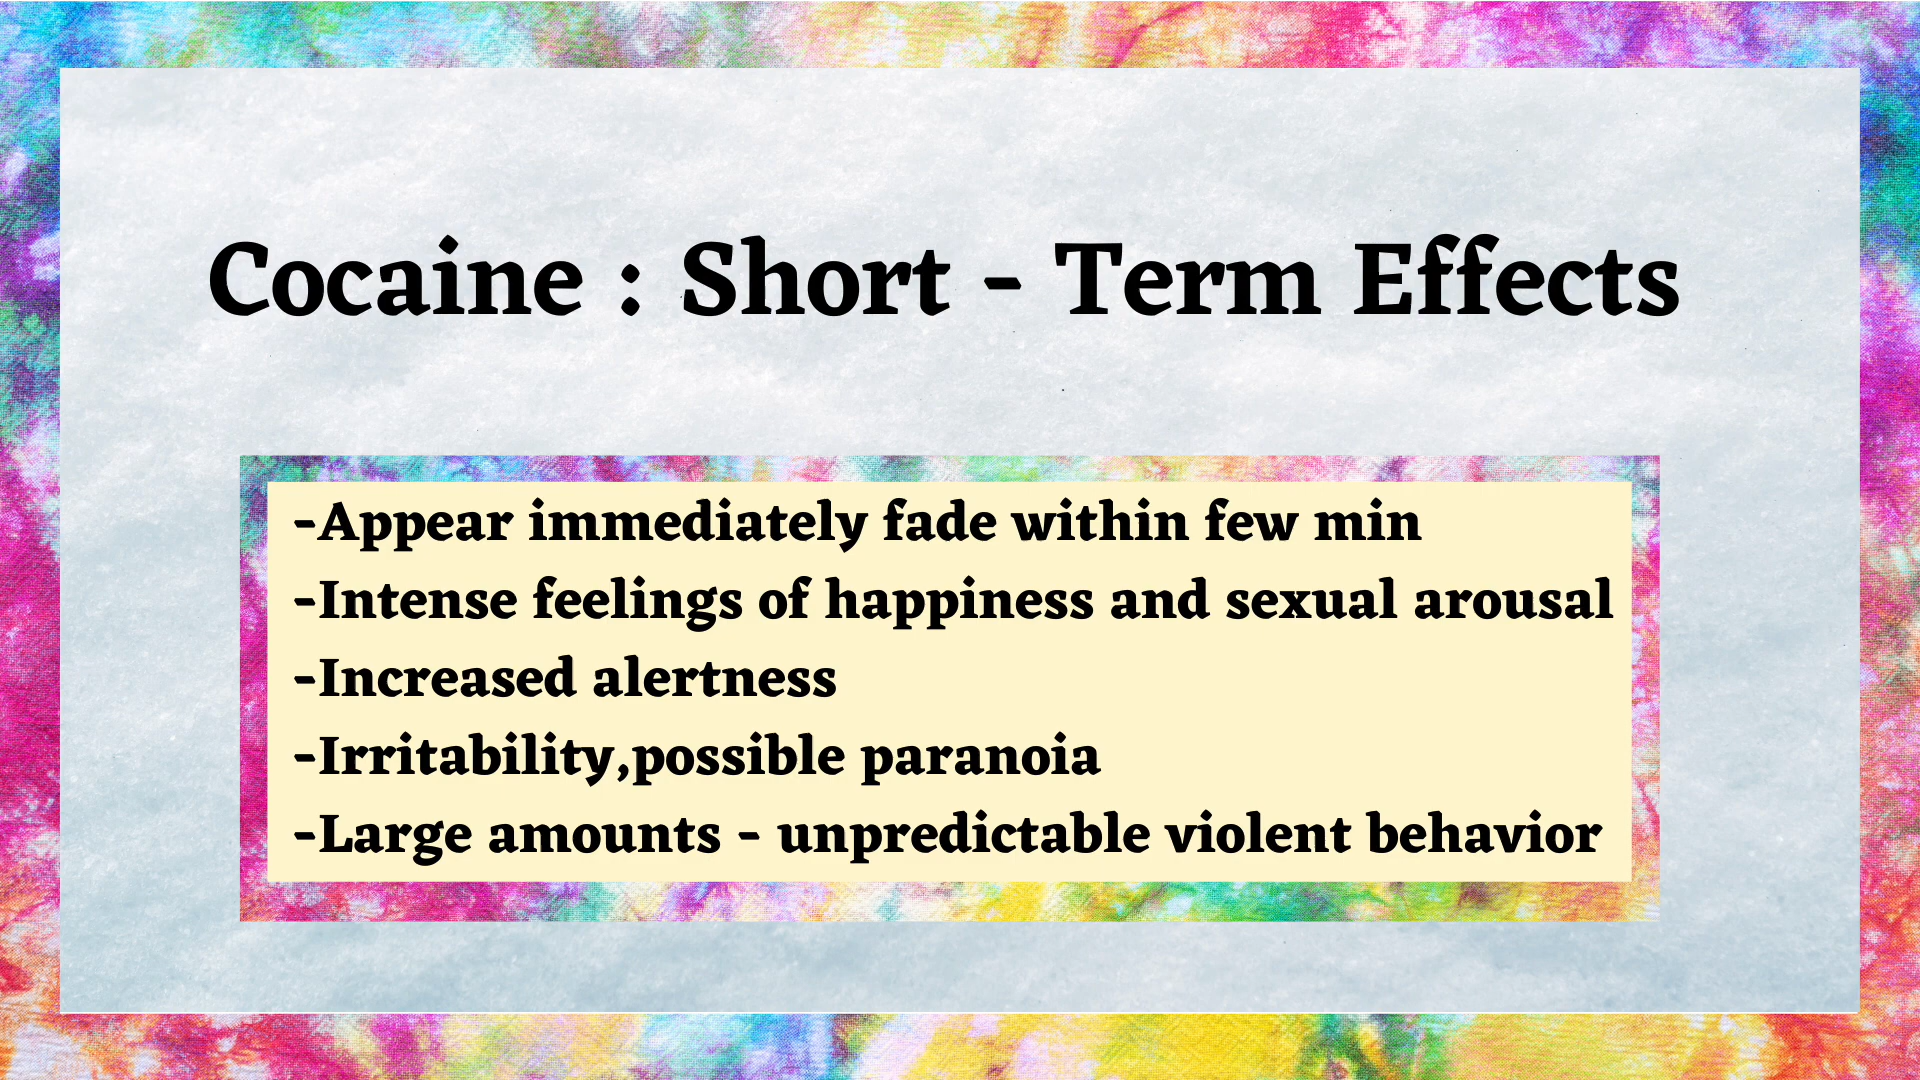 Cocaine : Short - Term Effects
-Appear immediately fade within few min
-Intense feelings of happiness and sexual arousal
-Increased alertness
-Irritability,possible paranoia
-Large amounts - unpredictable violent behavior